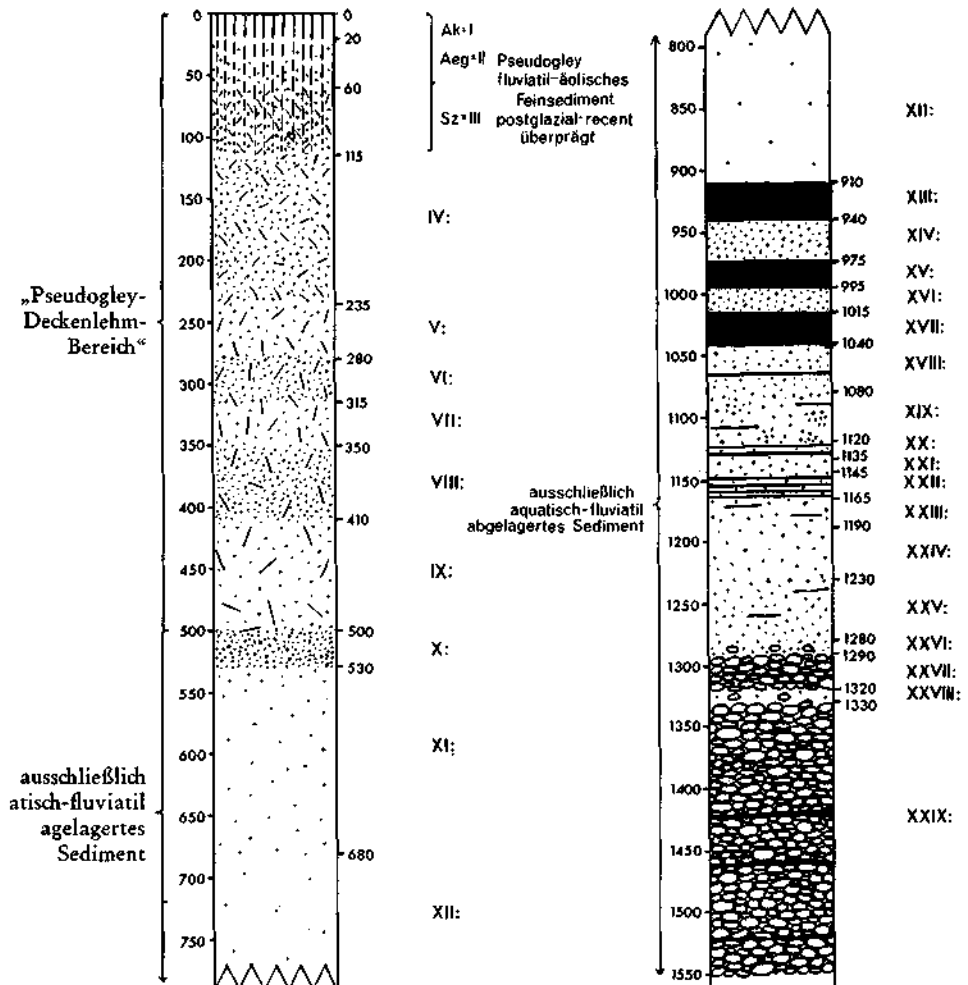 0
50
100
150
200
250
300
350
400
450
500
550
600
650
700
750
0
20
60
115
235
280
315
350
410
500
530
680
„Pseudogley-
Deckenlehm-
Bereich“
ausschließlich
atisch-fluviatil
agelagertes
Sediment
Ak=I
Aeg=II Pseudogley
fluviatil-äolisches
Feinsediment
Sz=III postglazial-recent
überprägt
IV:
V:
VI:
VII:
VIII:
IX:
X:
XI:
XII:
ausschließlich
aquatisch-fluviatil
abgelagertes Sediment
800
850
900
950
1000
1050
1100
1150
1200
1250
1300
1350
1400
1450
1500
1550
910
940
975
995
1015
1040
1080
1120
1135
1145
1165
1190
1230
1280
1290
1320
1330
XII:
XIII:
XIV:
XV:
XVI:
XVII:
XVIII:
XIX:
XX:
XXI:
XXII:
XXIII:
XXIV:
XXV:
XXVI:
XXVII:
XXVIII:
XXIX: